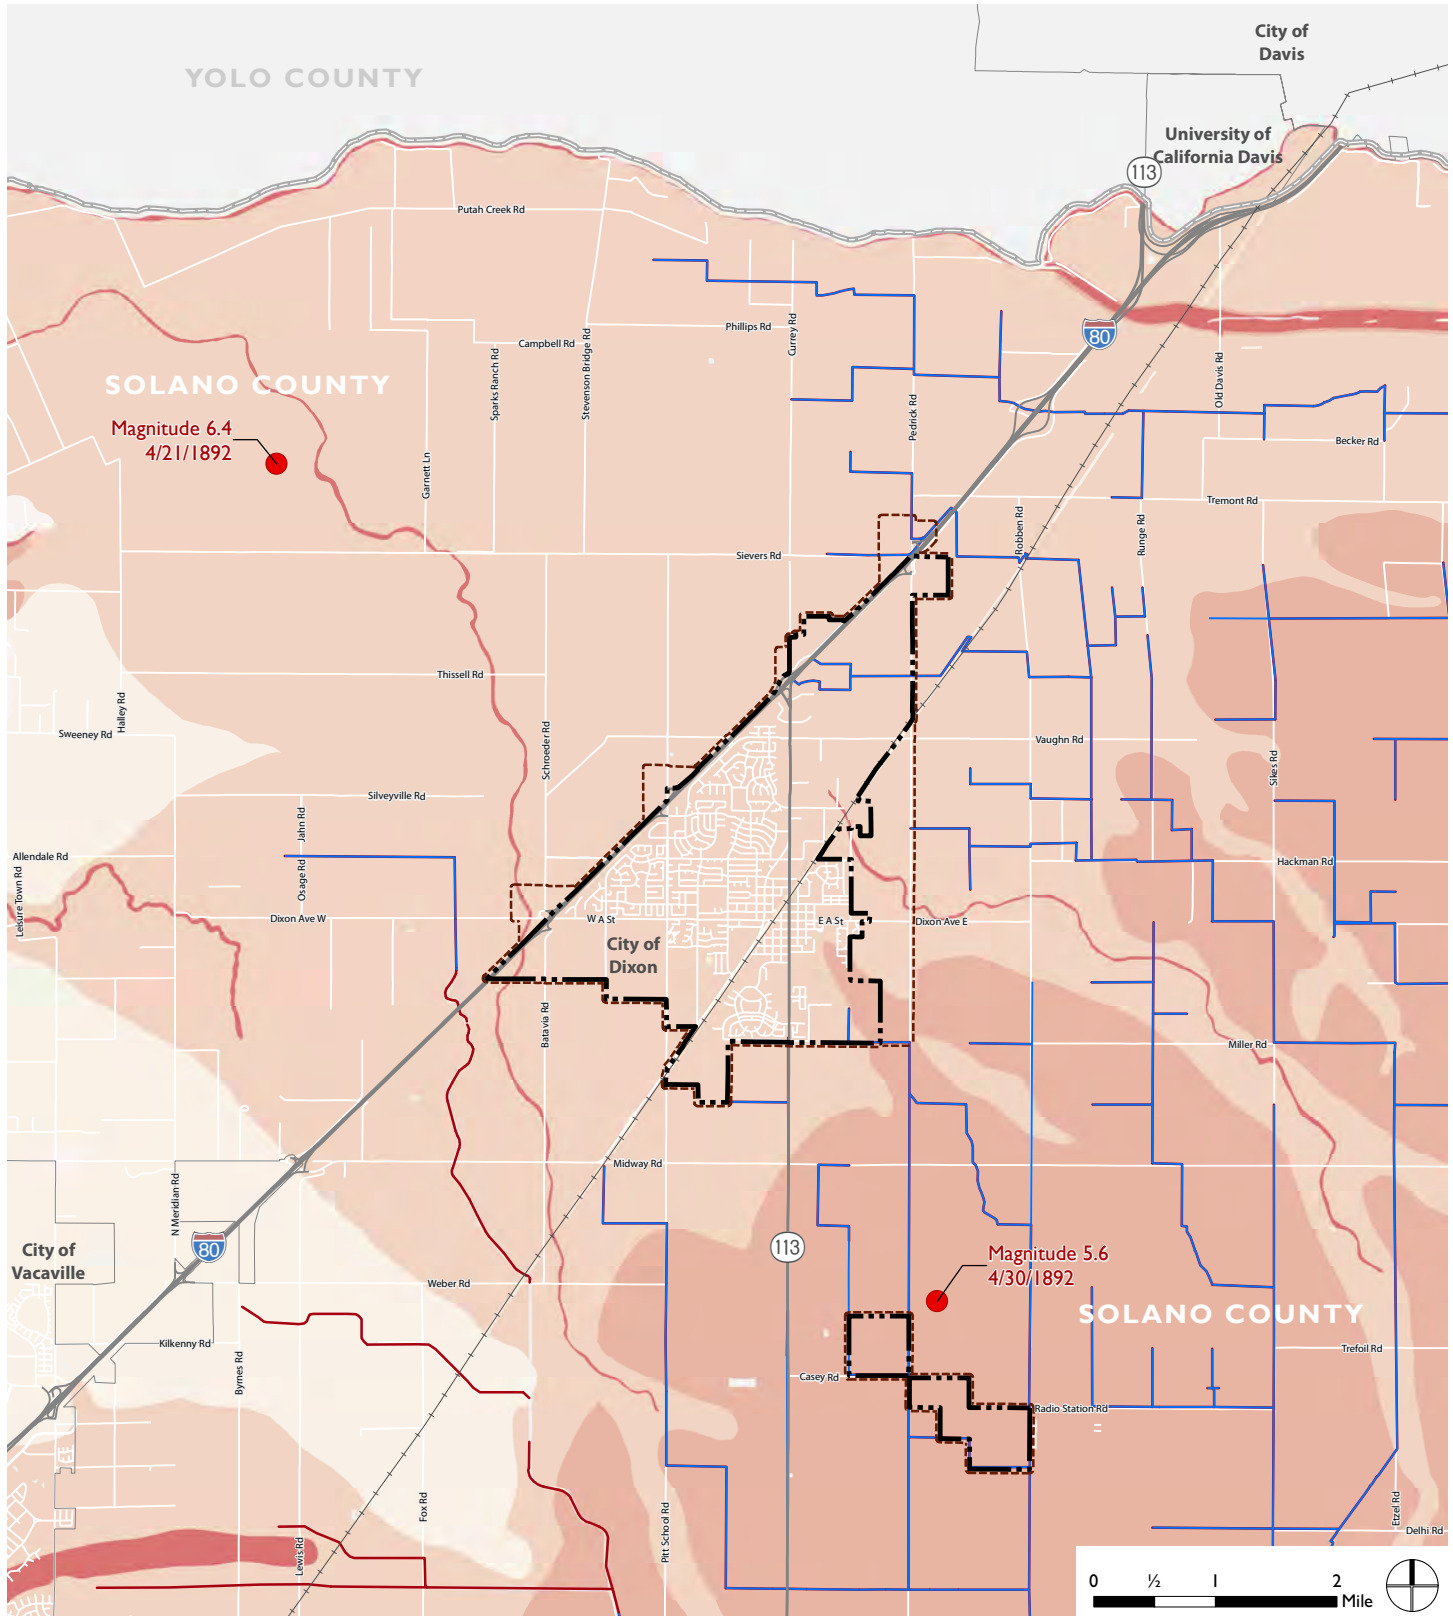 City of
Davis
YOLO COUNTY
University of
California Davis
113
Putah Creek Rd
Phillips Rd
Currey Rd
Campbell Rd
Stevenson Bridge Rd
Sparks Ranch Rd
80
Old Davis Rd
SOLANO COUNTY
Pedrick Rd
Magnitude 6.4
4/21/1892
Becker Rd
Garnett Ln
Tremont Rd
Robben Rd
Runge Rd
Sievers Rd
Thissell Rd
Halley Rd
Sweeney Rd
Schroeder Rd
Vaughn Rd
Sikes Rd
Silveyville Rd
Jahn Rd
Allendale Rd
Osage Rd
Hackman Rd
Leisure Town Rd
Dixon Ave W
W A St
E A St
Dixon Ave E
City of
Dixon
Batavia Rd
Miller Rd
Midway Rd
N Meridian Rd
80
City of
Vacaville
113
Magnitude 5.6
4/30/1892
Weber Rd
SOLANO COUNTY
Kilkenny Rd
Trefoil Rd
Byrnes Rd
Casey Rd
Radio Station Rd
Fox Rd
Pitt School Rd
Etzel Rd
Delhi Rd
Lewis Rd
0 ½ 1 2
Mile